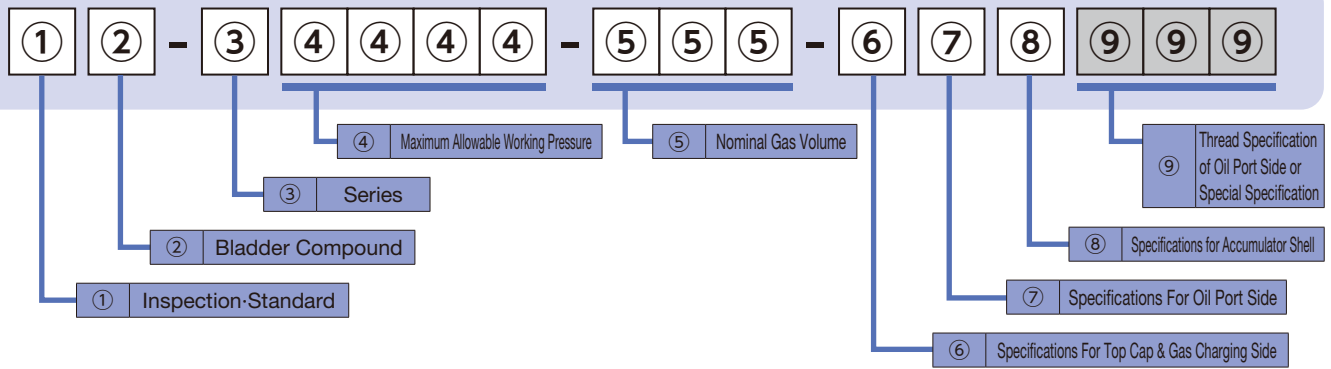 ① ② - ③ ④ ④ ④ ④ - ⑤ ⑤ ⑤ - ⑥ ⑦ ⑧ ⑨ ⑨ ⑨
④ Maximum Allowable Working Pressure
⑤ Nominal Gas Volume
⑨ Thread Specification
of Oil Port Side or
Special Specification
③ Series
② Bladder Compound
⑧ Specifications for Accumulator Shell
① Inspection·Standard
⑦ Specifications For Oil Port Side
⑥ Specifications For Top Cap & Gas Charging Side